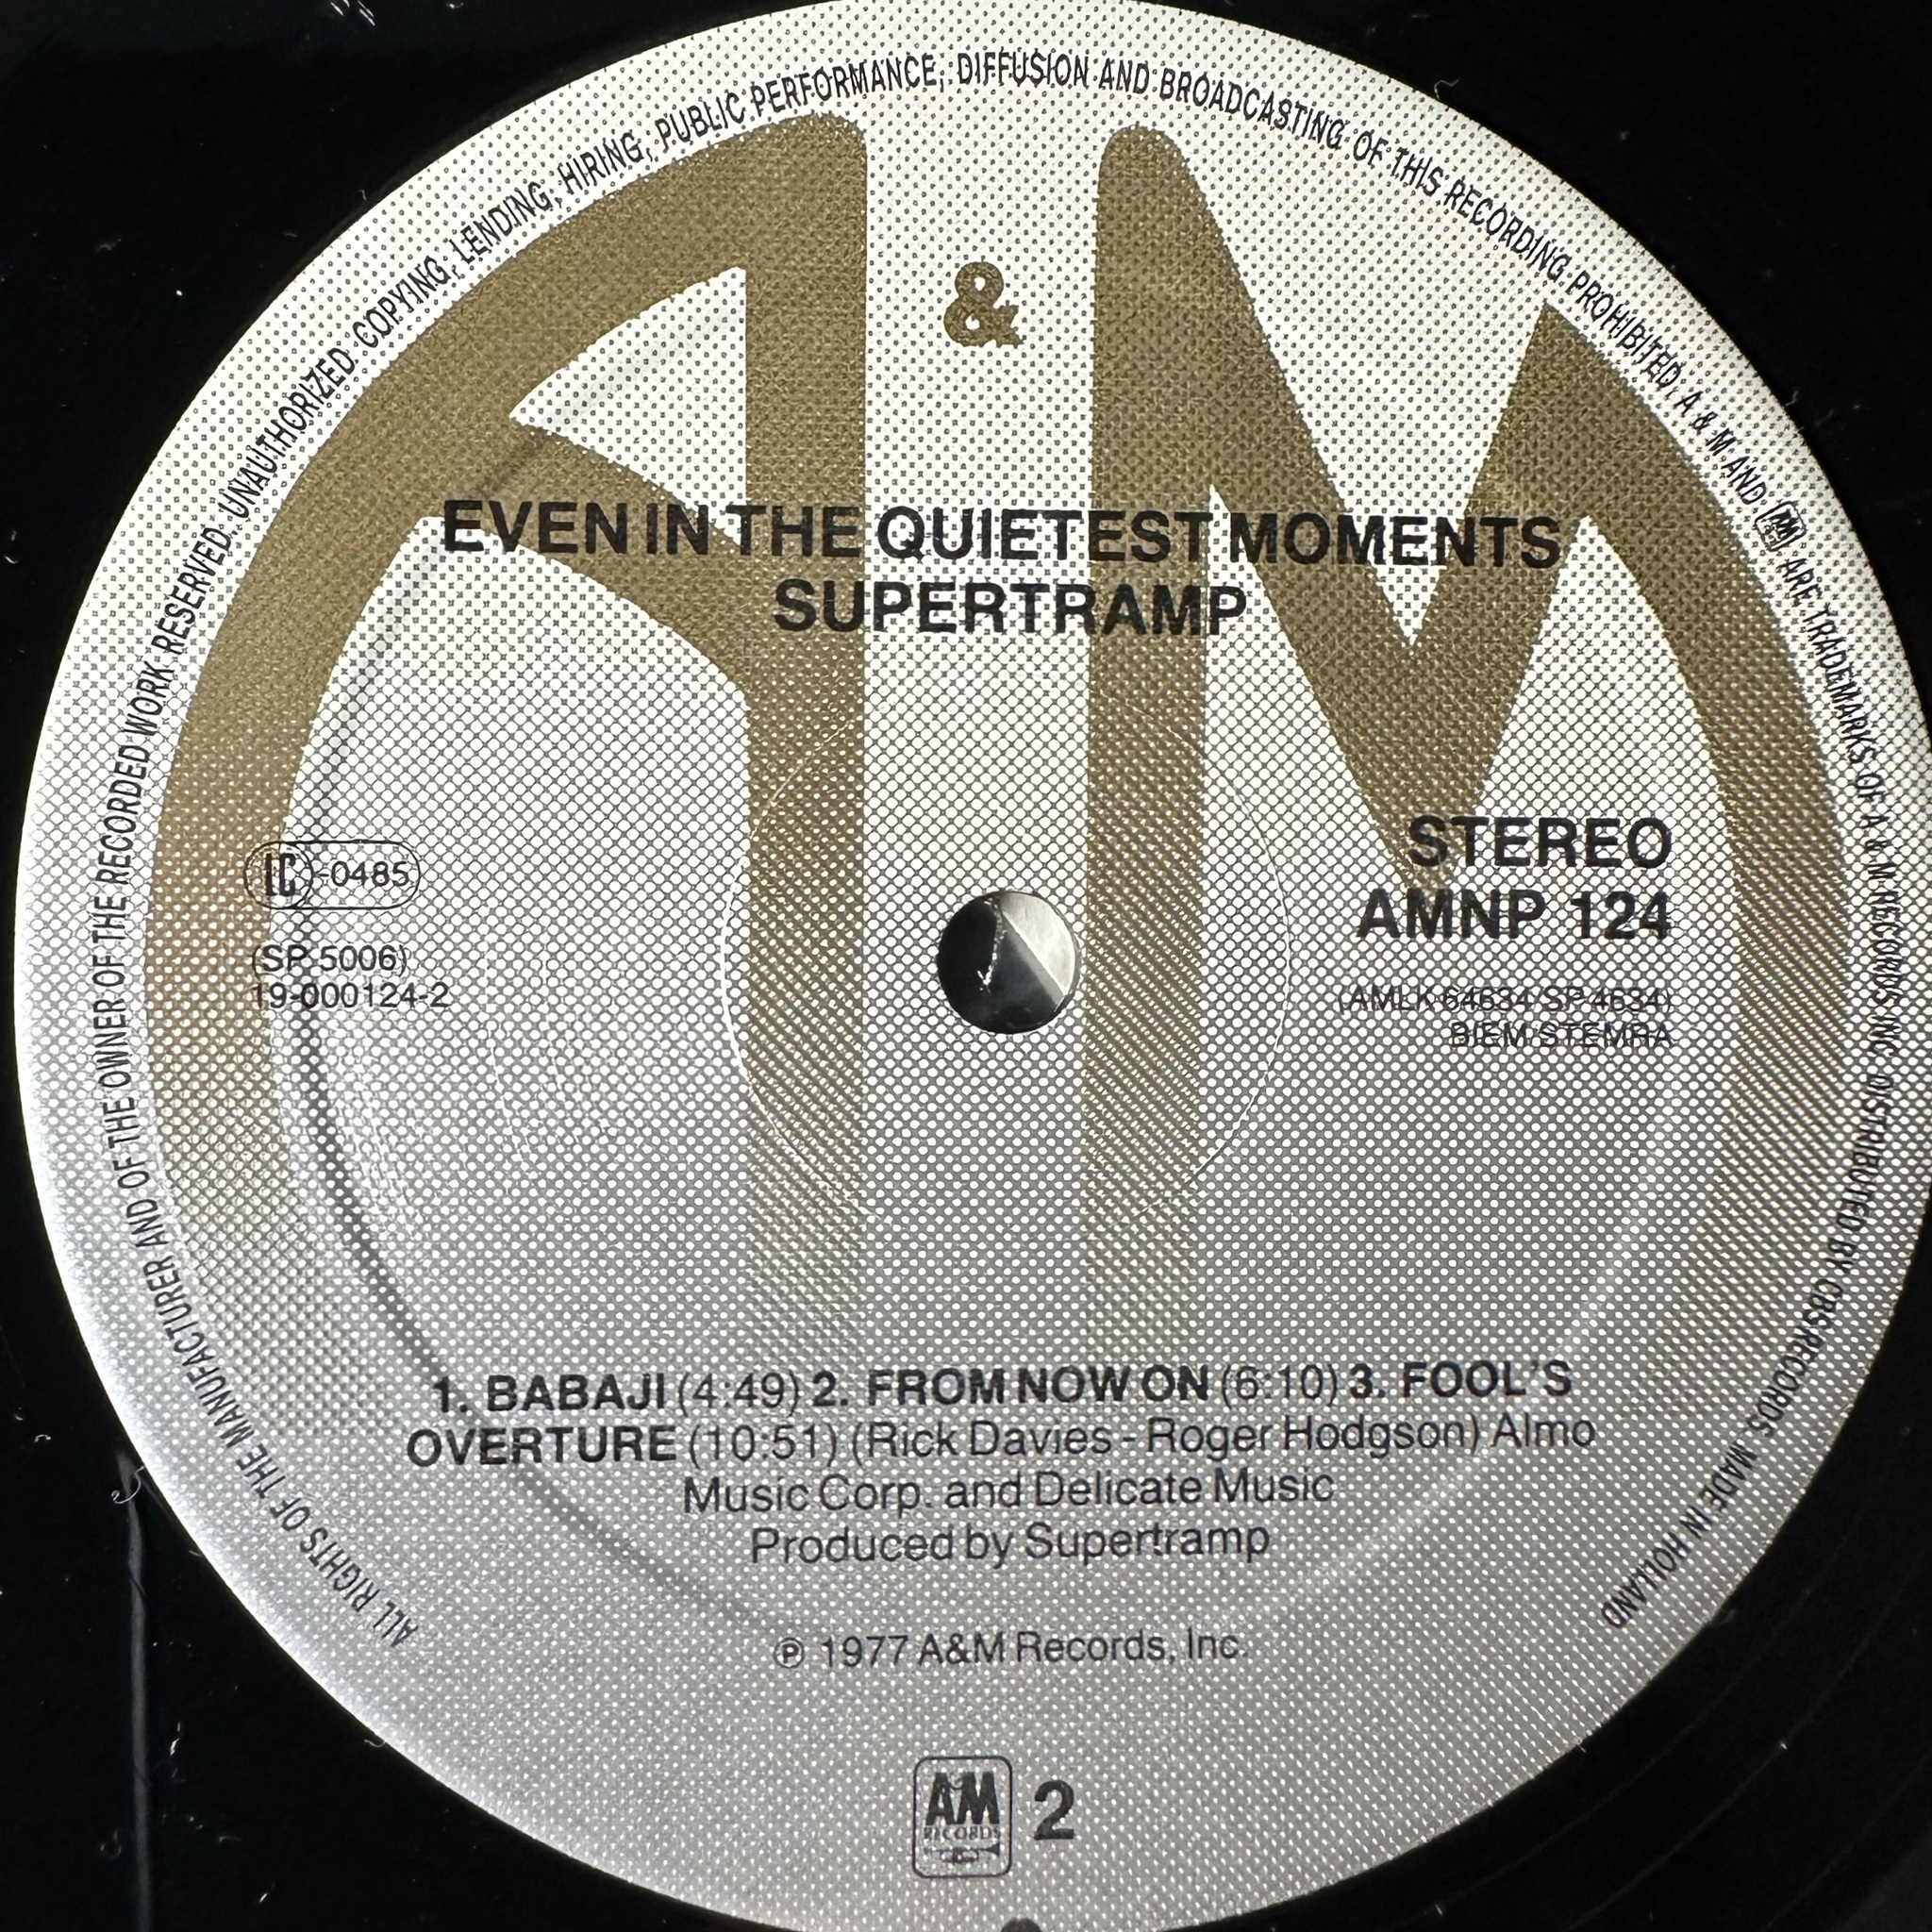 ALL RIGHTS OF THE MANUFACTURER AND OF THE OWNER OF THE RECORDED WORK RESERVED. UNAUTHORIZED COPYING, LENDING, HIRING, PUBLIC PERFORMANCE, DIFFUSION AND BROADCASTING OF THIS RECORDING PROHIBITED. A & M AND AM RECORDS ARE TRADEMARKS OF A & M RECORDS INC. DISTRIBUTED BY CBS RECORDS. MADE IN HOLLAND
A & M
EVEN IN THE QUIETEST MOMENTS
SUPERTRAMP
LC-0485
(SP 5006)
19-000124-2
STEREO
AMNP 124
(AMLK 64634/SP 4634)
BIEM/STEMRA
1. BABAJI (4:49) 2. FROM NOW ON (6:10) 3. FOOL'S
OVERTURE (10:51) (Rick Davies - Roger Hodgson) Almo
Music Corp. and Delicate Music
Produced by Supertramp
℗ 1977 A&M Records, Inc.
AM
RECORDS
2